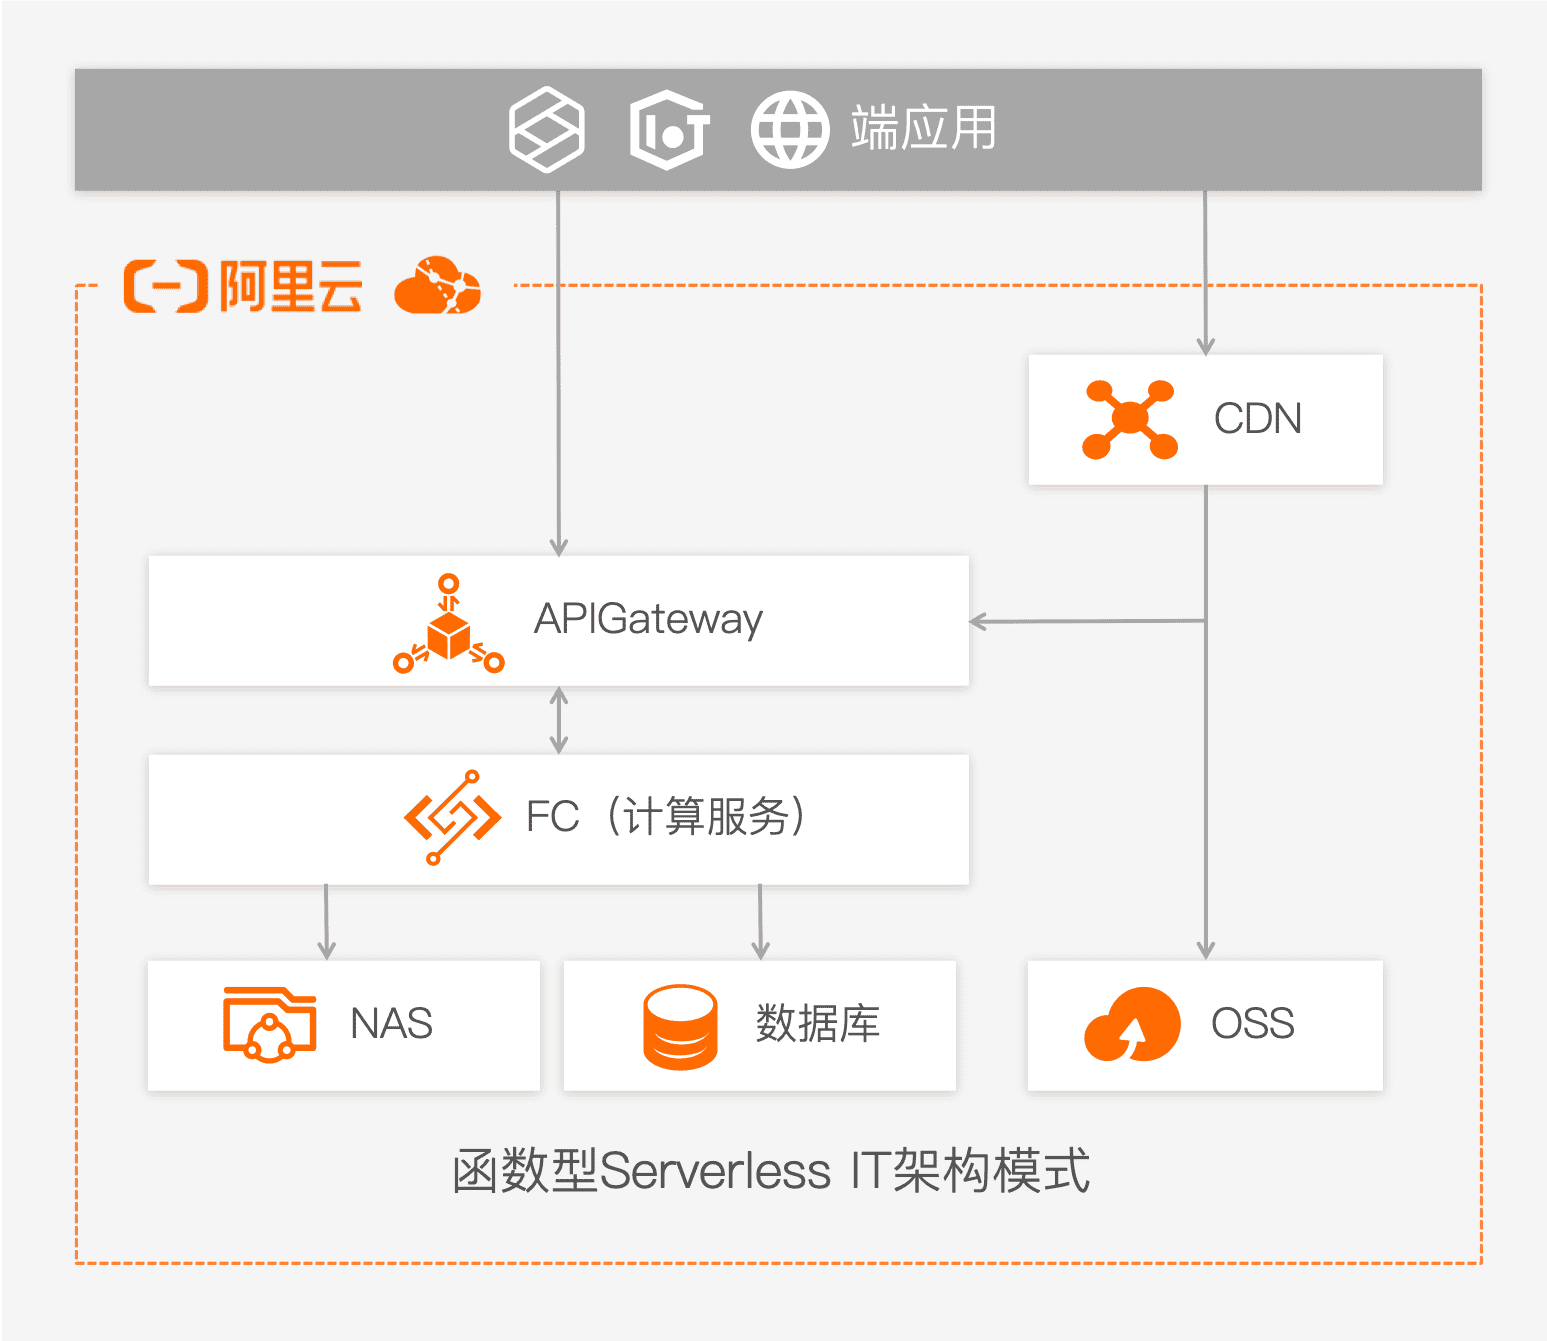 端应用
阿里云
CDN
APIGateway
FC（计算服务）
NAS
数据库
OSS
函数型Serverless IT架构模式